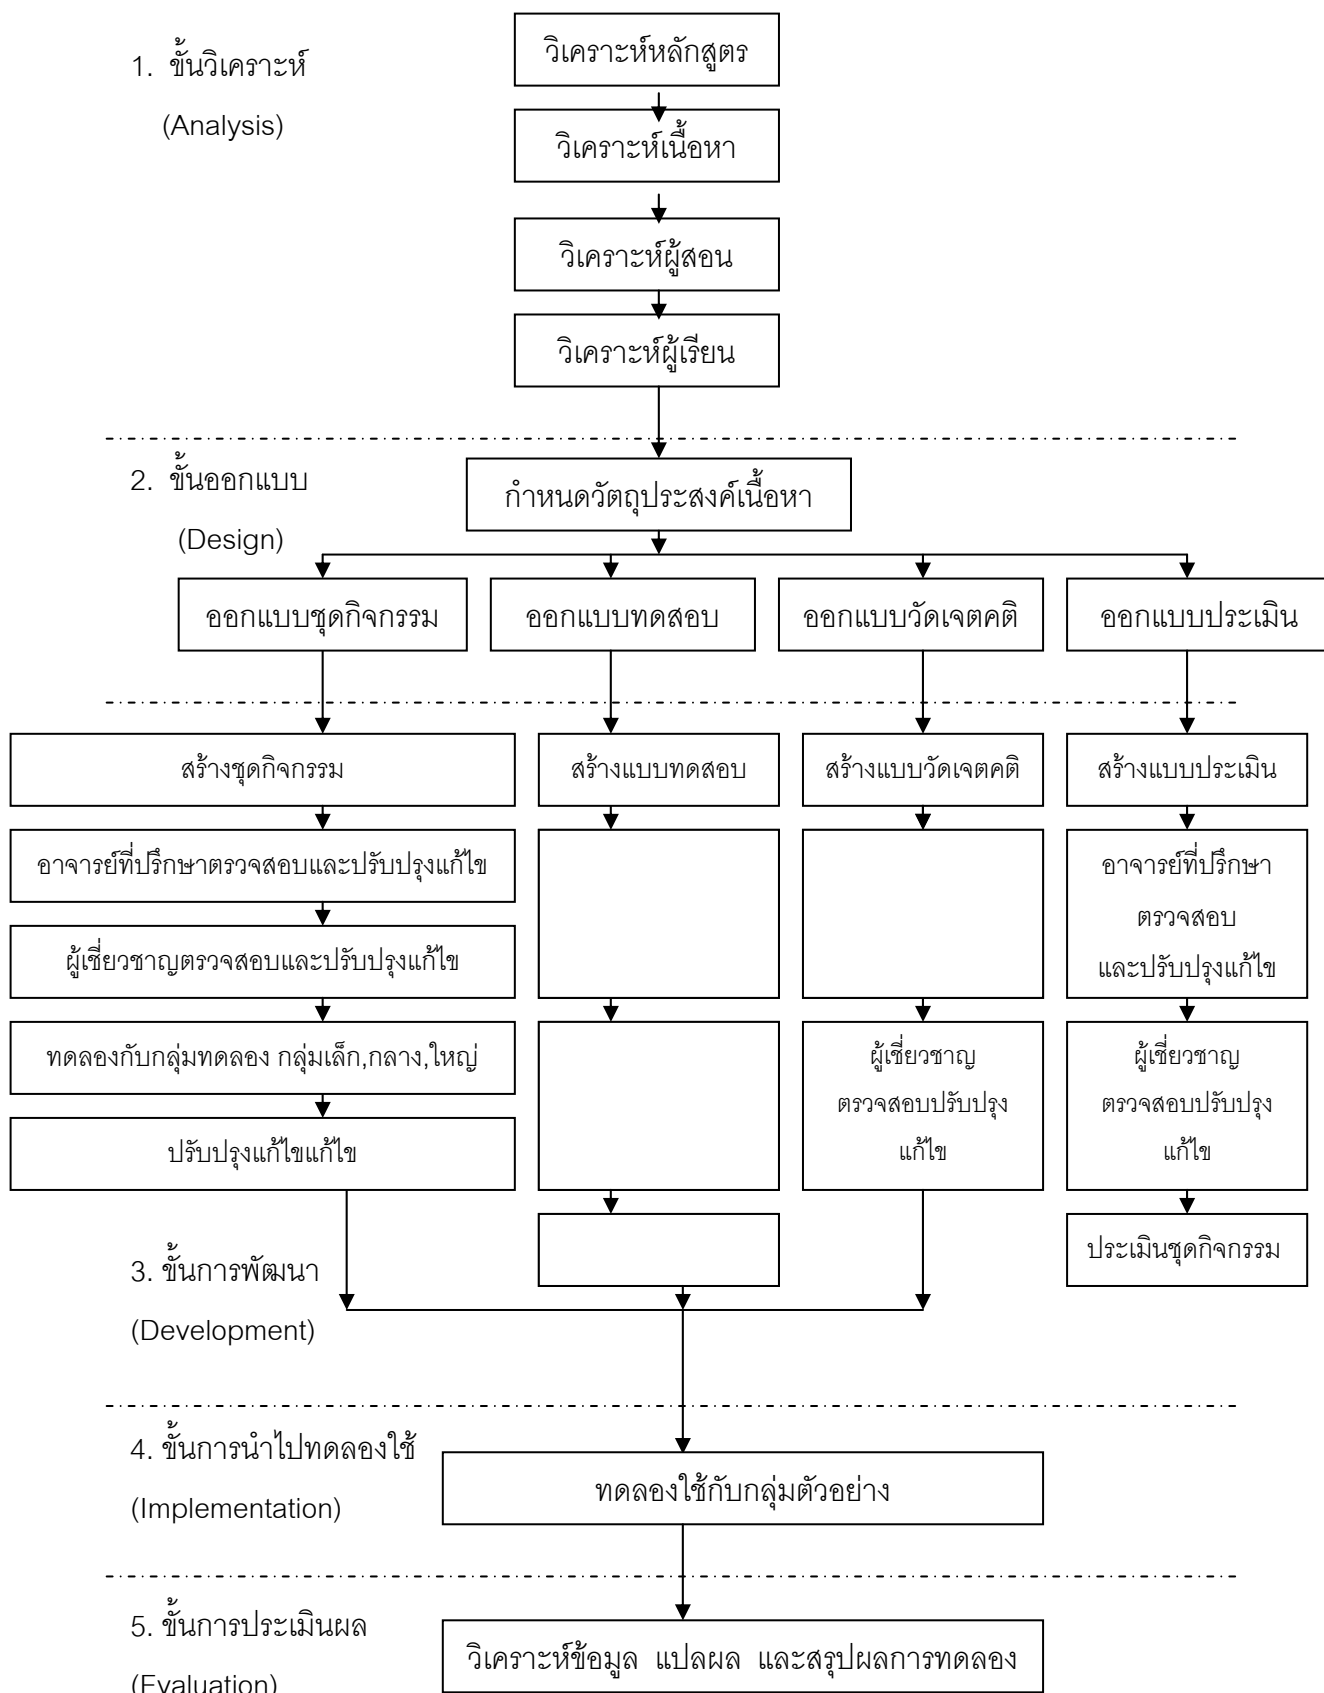 1. ขั้นวิเคราะห์
(Analysis)
วิเคราะห์หลักสูตร
วิเคราะห์เนื้อหา
วิเคราะห์ผู้สอน
วิเคราะห์ผู้เรียน
2. ขั้นออกแบบ
(Design)
กำหนดวัตถุประสงค์เนื้อหา
ออกแบบชุดกิจกรรม
ออกแบบทดสอบ
ออกแบบวัดเจตคติ
ออกแบบประเมิน
สร้างชุดกิจกรรม
สร้างแบบทดสอบ
สร้างแบบวัดเจตคติ
สร้างแบบประเมิน
อาจารย์ที่ปรึกษาตรวจสอบและปรับปรุงแก้ไข
ผู้เชี่ยวชาญตรวจสอบและปรับปรุงแก้ไข
ทดลองกับกลุ่มทดลอง กลุ่มเล็ก,กลาง,ใหญ่
ปรับปรุงแก้ไขแก้ไข
ผู้เชี่ยวชาญ
ตรวจสอบปรับปรุง
แก้ไข
อาจารย์ที่ปรึกษา
ตรวจสอบ
และปรับปรุงแก้ไข
ผู้เชี่ยวชาญ
ตรวจสอบปรับปรุง
แก้ไข
ประเมินชุดกิจกรรม
3. ขั้นการพัฒนา
(Development)
4. ขั้นการนำไปทดลองใช้
(Implementation)
ทดลองใช้กับกลุ่มตัวอย่าง
5. ขั้นการประเมินผล
(Evaluation)
วิเคราะห์ข้อมูล แปลผล และสรุปผลการทดลอง